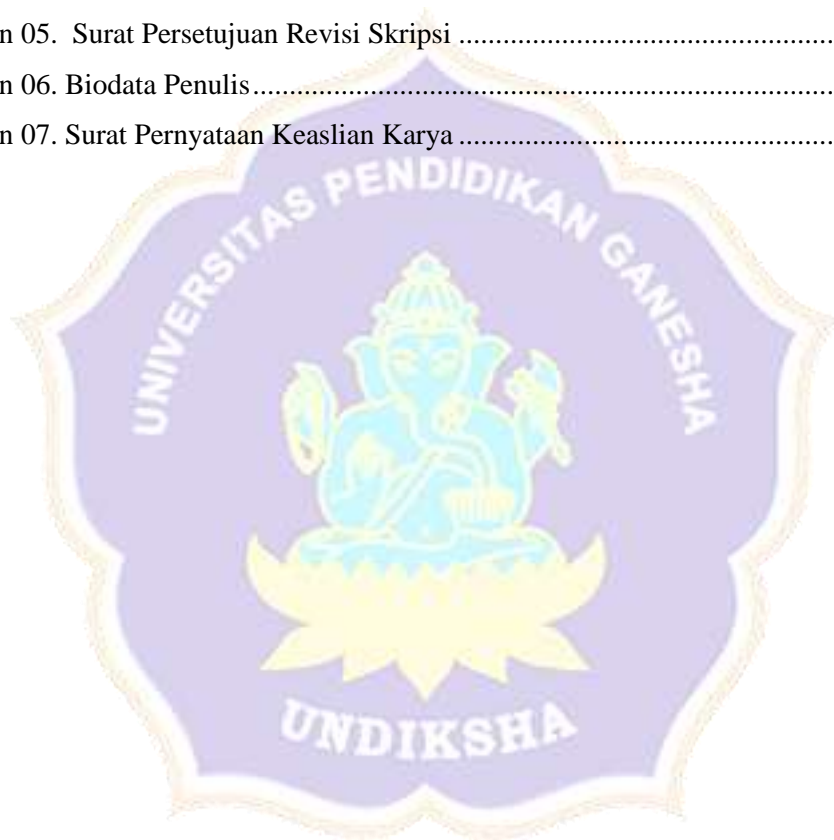 n 05. Surat Persetujuan Revisi Skripsi ....................................................
n 06. Biodata Penulis................................................................................
n 07. Surat Pernyataan Keaslian Karya ....................................................
UNIVERSITAS PENDIDIKAN GANESHA
UNDIKSHA